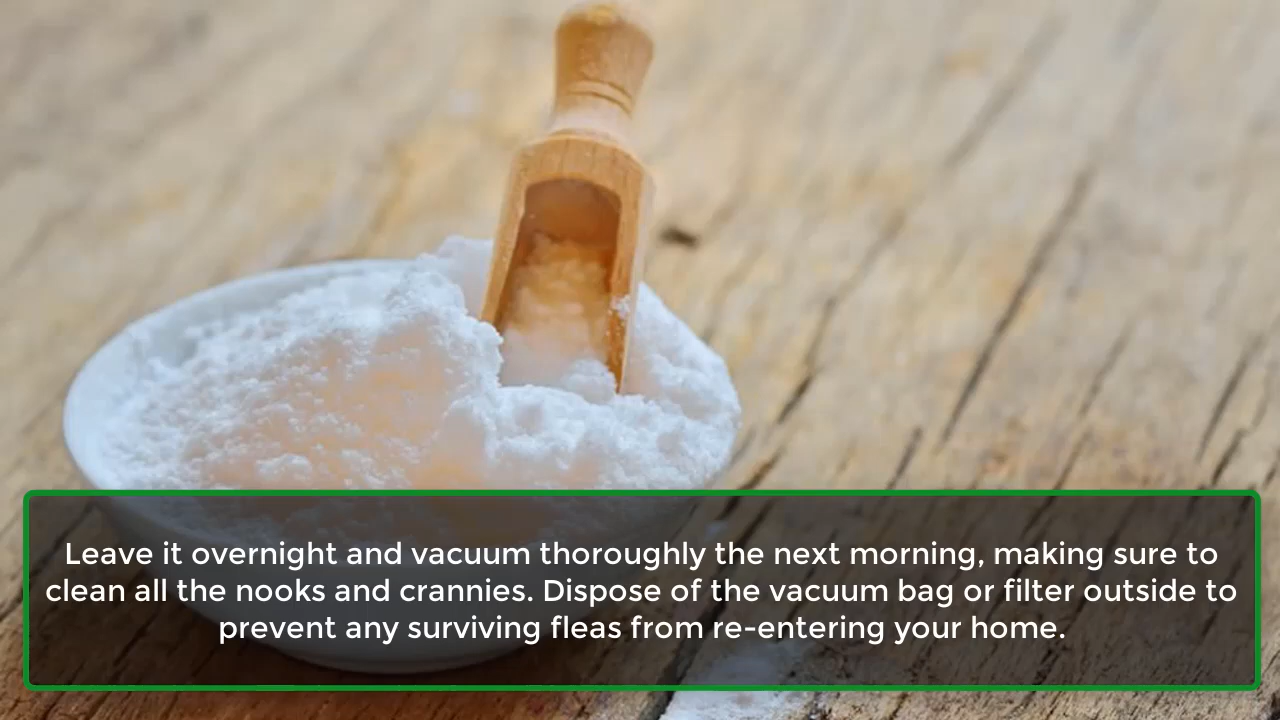 Leave it overnight and vacuum thoroughly the next morning, making sure to
clean all the nooks and crannies. Dispose of the vacuum bag or filter outside to
prevent any surviving fleas from re-entering your home.